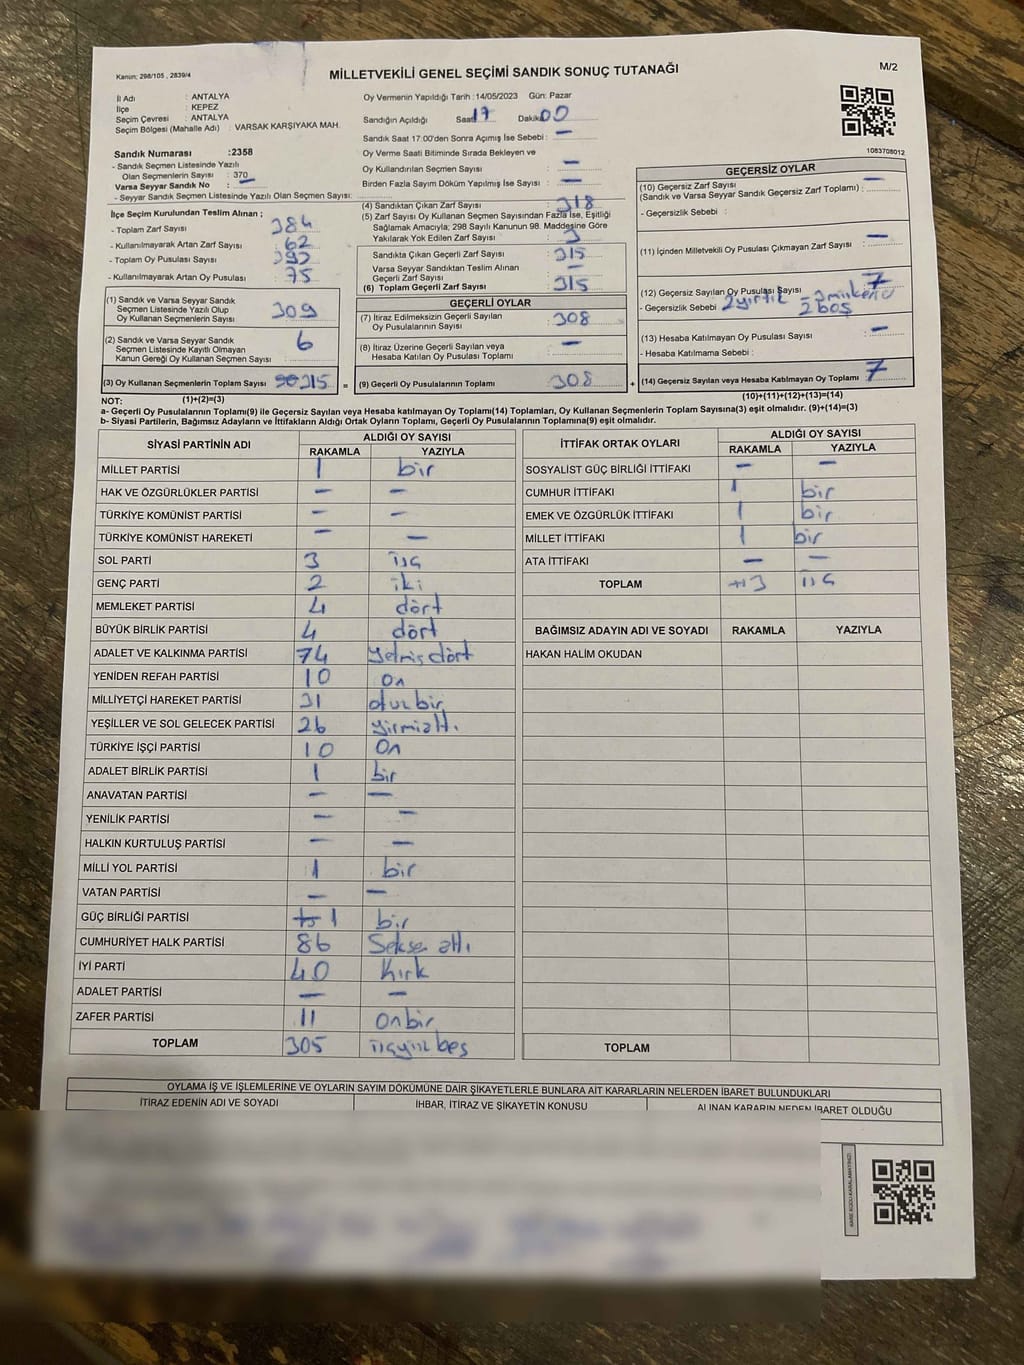 Kanun; 298/105 , 2839/4
MİLLETVEKİLİ GENEL SEÇİMİ SANDIK SONUÇ TUTANAĞI
M/2
İl Adı : ANTALYA
İlçe : KEPEZ
Seçim Çevresi : ANTALYA
Seçim Bölgesi (Mahalle Adı) : VARSAK KARŞIYAKA MAH.
Sandık Numarası :2358
- Sandık Seçmen Listesinde Yazılı
Olan Seçmenlerin Sayısı : 370
Varsa Seyyar Sandık No : –
- Seyyar Sandık Seçmen Listesinde Yazılı Olan Seçmen Sayısı:
İlçe Seçim Kurulundan Teslim Alınan ;
- Toplam Zarf Sayısı 384
- Kullanılmayarak Artan Zarf Sayısı 62
- Toplam Oy Pusulası Sayısı
- Kullanılmayarak Artan Oy Pusulası 75
(1) Sandık ve Varsa Seyyar Sandık
Seçmen Listesinde Yazılı Olup
Oy Kullanan Seçmenlerin Sayısı 309
(2) Sandık ve Varsa Seyyar Sandık
Seçmen Listesinde Kayıtlı Olmayan
Kanun Gereği Oy Kullanan Seçmen Sayısı : 6
(3) Oy Kullanan Seçmenlerin Toplam Sayısı 315 =
Oy Vermenin Yapıldığı Tarih :14/05/2023 Gün: Pazar
Sandığın Açıldığı Saat 17 Dakika 00
Sandık Saat 17:00'den Sonra Açımış İse Sebebi : –
Oy Verme Saati Bitiminde Sırada Bekleyen ve
Oy Kullandırılan Seçmen Sayısı –
Birden Fazla Sayım Döküm Yapılmış İse Sayısı –
(4) Sandıktan Çıkan Zarf Sayısı : 318
(5) Zarf Sayısı Oy Kullanan Seçmen Sayısından Fazla İse, Eşitliği
Sağlamak Amacıyla; 298 Sayılı Kanunun 98. Maddesine Göre
Yakılarak Yok Edilen Zarf Sayısı 3
Sandıkta Çıkan Geçerli Zarf Sayısı 315
Varsa Seyyar Sandıktan Teslim Alınan
Geçerli Zarf Sayısı –
(6) Toplam Geçerli Zarf Sayısı : 315
GEÇERLİ OYLAR
(7) İtiraz Edilmeksizin Geçerli Sayılan
Oy Pusulalarının Sayısı 308
(8) İtiraz Üzerine Geçerli Sayılan veya
Hesaba Katılan Oy Pusulası Toplamı –
(9) Geçerli Oy Pusulalarının Toplamı 308 +
1083708012
GEÇERSİZ OYLAR
(10) Geçersiz Zarf Sayısı –
(Sandık ve Varsa Seyyar Sandık Geçersiz Zarf Toplamı) :
- Geçersizlik Sebebi :
(11) İçinden Milletvekili Oy Pusulası Çıkmayan Zarf Sayısı –
(12) Geçersiz Sayılan Oy Pusulası Sayısı 7
- Geçersizlik Sebebi 2 yırtık
2 boş
(13) Hesaba Katılmayan Oy Pusulası Sayısı –
- Hesaba Katılmama Sebebi :
(14) Geçersiz Sayılan veya Hesaba Katılmayan Oy Toplamı 7
NOT: (1)+(2)=(3)
(10)+(11)+(12)+(13)=(14)
a- Geçerli Oy Pusulalarının Toplamı(9) ile Geçersiz Sayılan veya Hesaba katılmayan Oy Toplamı(14) Toplamları, Oy Kullanan Seçmenlerin Toplam Sayısına(3) eşit olmalıdır. (9)+(14)=(3)
b- Siyasi Partilerin, Bağımsız Adayların ve İttifakların Aldığı Ortak Oyların Toplamı, Geçerli Oy Pusulalarının Toplamına(9) eşit olmalıdır.
SİYASİ PARTİNİN ADI ALDIĞI OY SAYISI
RAKAMLA YAZIYLA
MİLLET PARTİSİ 1 bir
HAK VE ÖZGÜRLÜKLER PARTİSİ – –
TÜRKİYE KOMÜNİST PARTİSİ – –
TÜRKİYE KOMÜNİST HAREKETİ – –
SOL PARTİ 3 üç
GENÇ PARTİ 2 iki
MEMLEKET PARTİSİ 4 dört
BÜYÜK BİRLİK PARTİSİ 4 dört
ADALET VE KALKINMA PARTİSİ 74 yetmiş dört
YENİDEN REFAH PARTİSİ 10 On
MİLLİYETÇİ HAREKET PARTİSİ 31 otuz bir
YEŞİLLER VE SOL GELECEK PARTİSİ 26 yirmialtı
TÜRKİYE İŞÇİ PARTİSİ 10 On
ADALET BİRLİK PARTİSİ 1 bir
ANAVATAN PARTİSİ – –
YENİLİK PARTİSİ – –
HALKIN KURTULUŞ PARTİSİ – –
MİLLİ YOL PARTİSİ 1 bir
VATAN PARTİSİ – –
GÜÇ BİRLİĞİ PARTİSİ 1 bir
CUMHURİYET HALK PARTİSİ 86 Seksen altı
İYİ PARTİ 40 Kırk
ADALET PARTİSİ – –
ZAFER PARTİSİ 11 Onbir
TOPLAM 305 üçyüz beş
İTTİFAK ORTAK OYLARI ALDIĞI OY SAYISI
RAKAMLA YAZIYLA
SOSYALİST GÜÇ BİRLİĞİ İTTİFAKI – –
CUMHUR İTTİFAKI 1 bir
EMEK VE ÖZGÜRLÜK İTTİFAKI 1 bir
MİLLET İTTİFAKI 1 bir
ATA İTTİFAKI – –
TOPLAM 3 üç
BAĞIMSIZ ADAYIN ADI VE SOYADI RAKAMLA YAZIYLA
HAKAN HALİM OKUDAN
TOPLAM
OYLAMA İŞ VE İŞLEMLERİNE VE OYLARIN SAYIM DÖKÜMÜNE DAİR ŞİKAYETLERLE BUNLARA AİT KARARLARIN NELERDEN İBARET BULUNDUKLARI
İTİRAZ EDENİN ADI VE SOYADI İHBAR, İTİRAZ VE ŞİKAYETİN KONUSU ALINAN KARARIN NEDEN İBARET OLDUĞU
KARE KODU KARALAMAYINIZ!